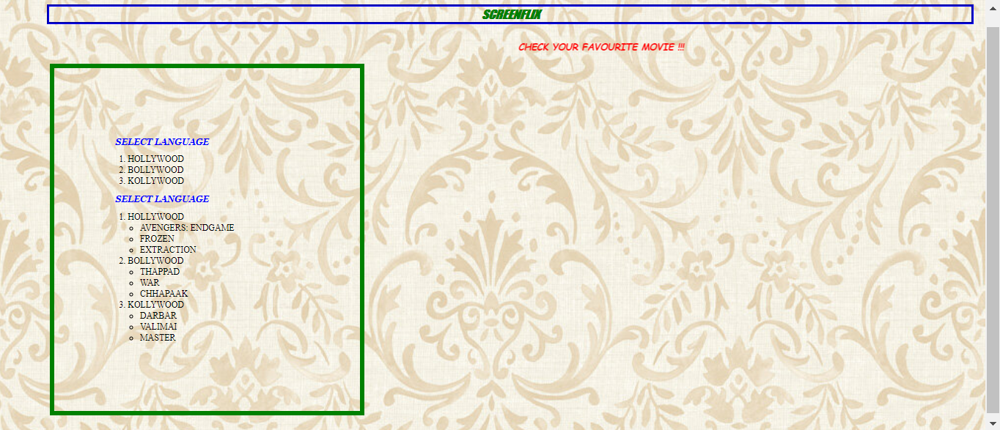 SCREENFLIX
CHECK YOUR FAVOURITE MOVIE !!!
SELECT LANGUAGE
1. HOLLYWOOD
2. BOLLYWOOD
3. KOLLYWOOD
SELECT LANGUAGE
1. HOLLYWOOD
AVENGERS: ENDGAME
FROZEN
EXTRACTION
2. BOLLYWOOD
THAPPAD
WAR
CHHAPAAK
3. KOLLYWOOD
DARBAR
VALIMAI
MASTER